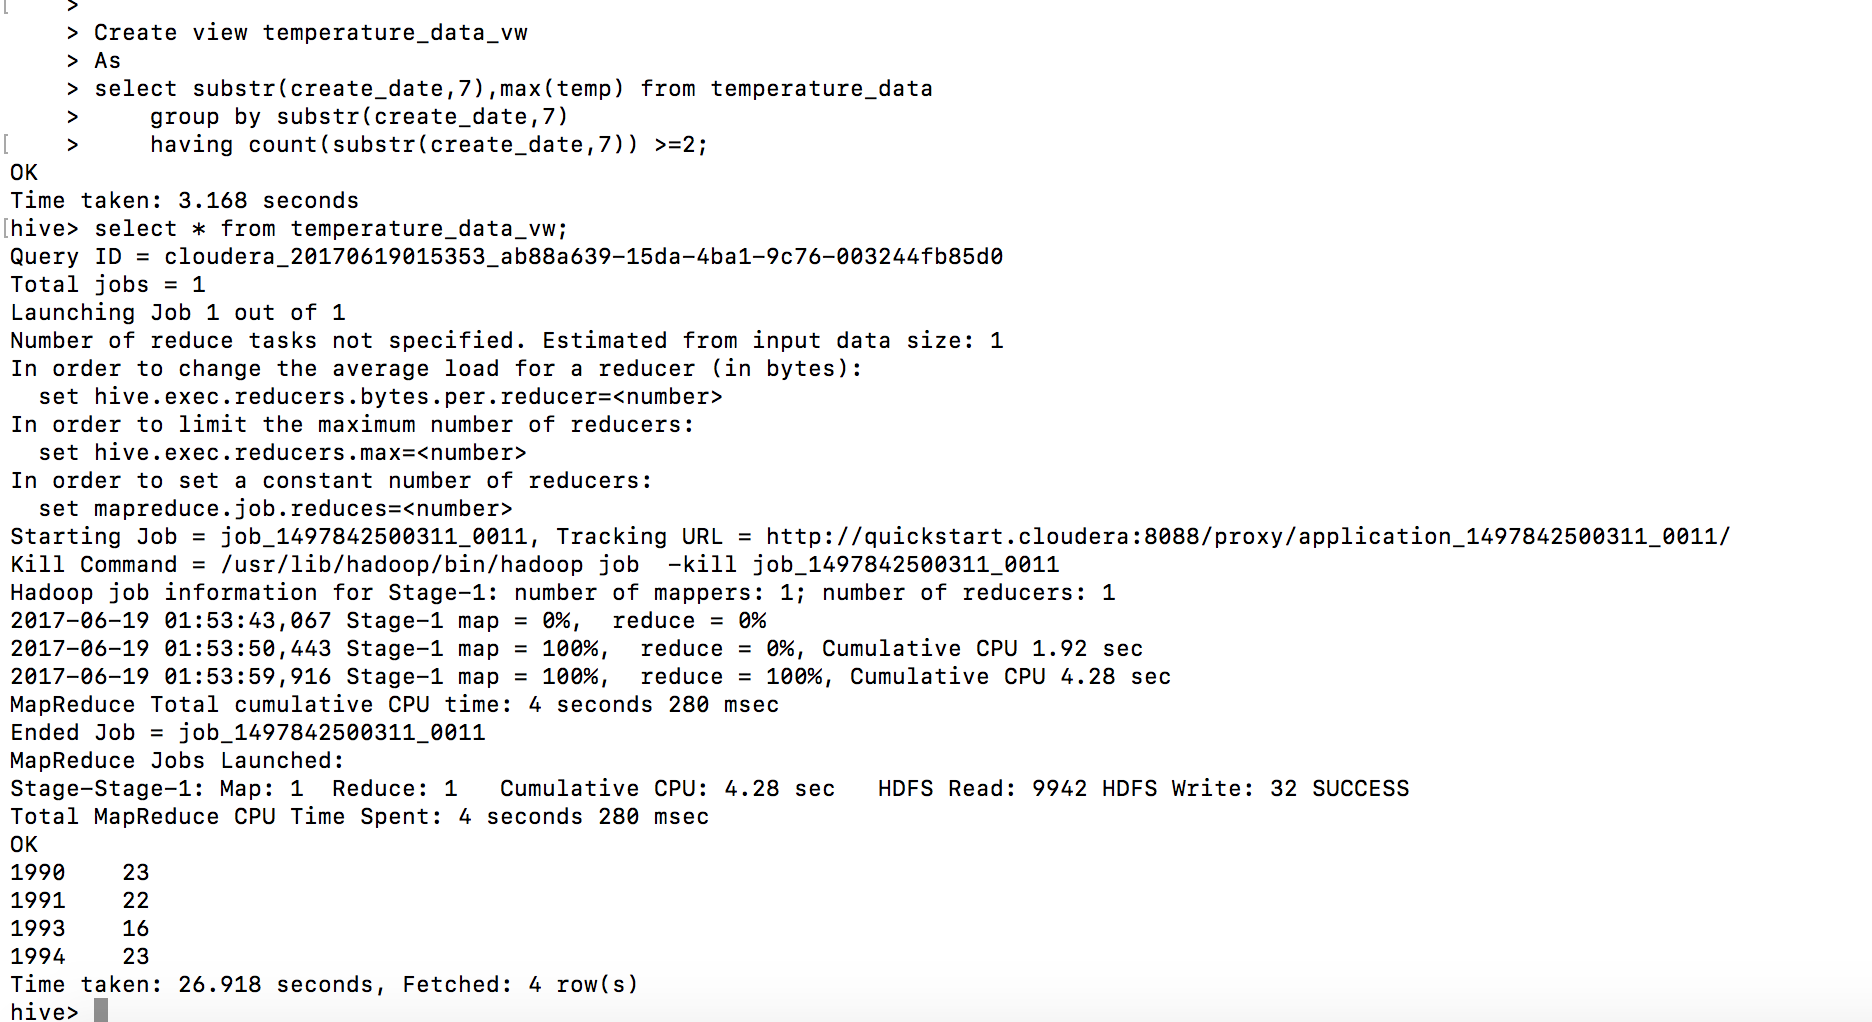 >
> Create view temperature_data_vw
> As
> select substr(create_date,7),max(temp) from temperature_data
>     group by substr(create_date,7)
[    >     having count(substr(create_date,7)) >=2;
OK
Time taken: 3.168 seconds
[hive> select * from temperature_data_vw;
Query ID = cloudera_20170619015353_ab88a639-15da-4ba1-9c76-003244fb85d0
Total jobs = 1
Launching Job 1 out of 1
Number of reduce tasks not specified. Estimated from input data size: 1
In order to change the average load for a reducer (in bytes):
  set hive.exec.reducers.bytes.per.reducer=<number>
In order to limit the maximum number of reducers:
  set hive.exec.reducers.max=<number>
In order to set a constant number of reducers:
  set mapreduce.job.reduces=<number>
Starting Job = job_1497842500311_0011, Tracking URL = http://quickstart.cloudera:8088/proxy/application_1497842500311_0011/
Kill Command = /usr/lib/hadoop/bin/hadoop job  -kill job_1497842500311_0011
Hadoop job information for Stage-1: number of mappers: 1; number of reducers: 1
2017-06-19 01:53:43,067 Stage-1 map = 0%,  reduce = 0%
2017-06-19 01:53:50,443 Stage-1 map = 100%,  reduce = 0%, Cumulative CPU 1.92 sec
2017-06-19 01:53:59,916 Stage-1 map = 100%,  reduce = 100%, Cumulative CPU 4.28 sec
MapReduce Total cumulative CPU time: 4 seconds 280 msec
Ended Job = job_1497842500311_0011
MapReduce Jobs Launched:
Stage-Stage-1: Map: 1  Reduce: 1   Cumulative CPU: 4.28 sec   HDFS Read: 9942 HDFS Write: 32 SUCCESS
Total MapReduce CPU Time Spent: 4 seconds 280 msec
OK
1990    23
1991    22
1993    16
1994    23
Time taken: 26.918 seconds, Fetched: 4 row(s)
hive>